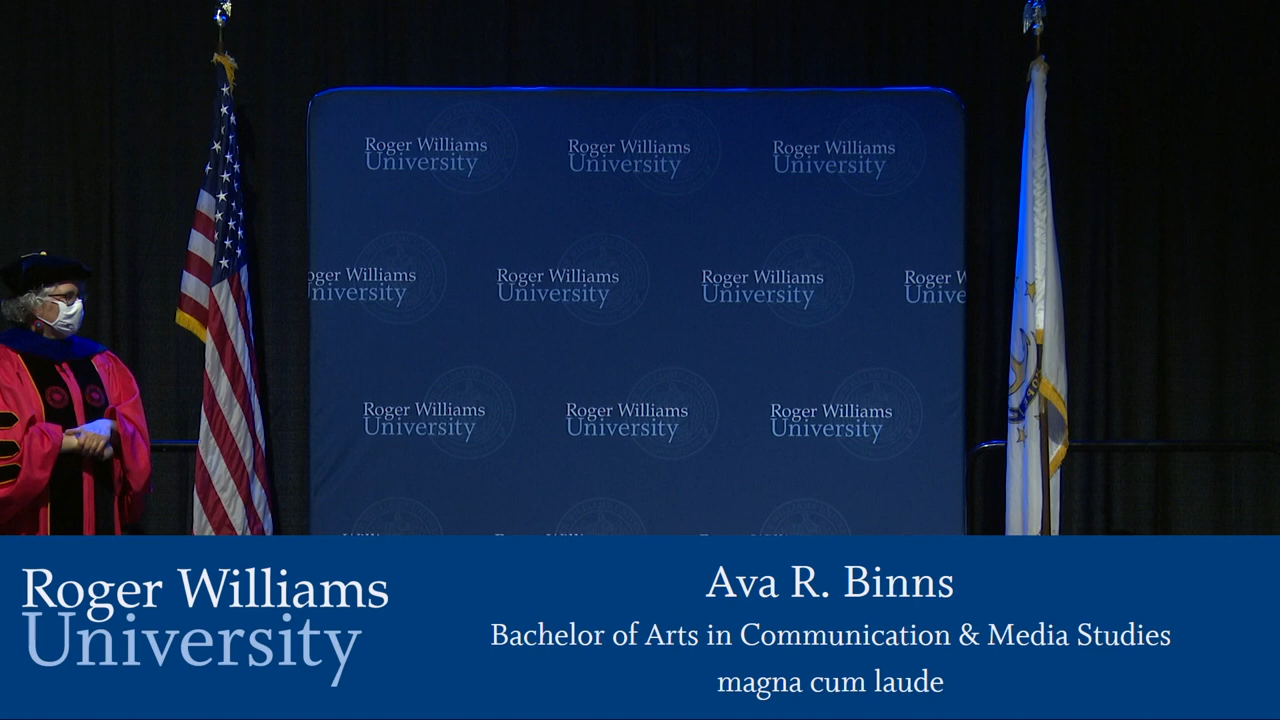 Roger Williams
University
Roger Williams
University
Roger Williams
University
oger Williams
University
Roger Williams
University
Roger Williams
University
Roger W
Unive
Roger Williams
University
Roger Williams
University
Roger Williams
University
Roger Williams
University
Ava R. Binns
Bachelor of Arts in Communication & Media Studies
magna cum laude